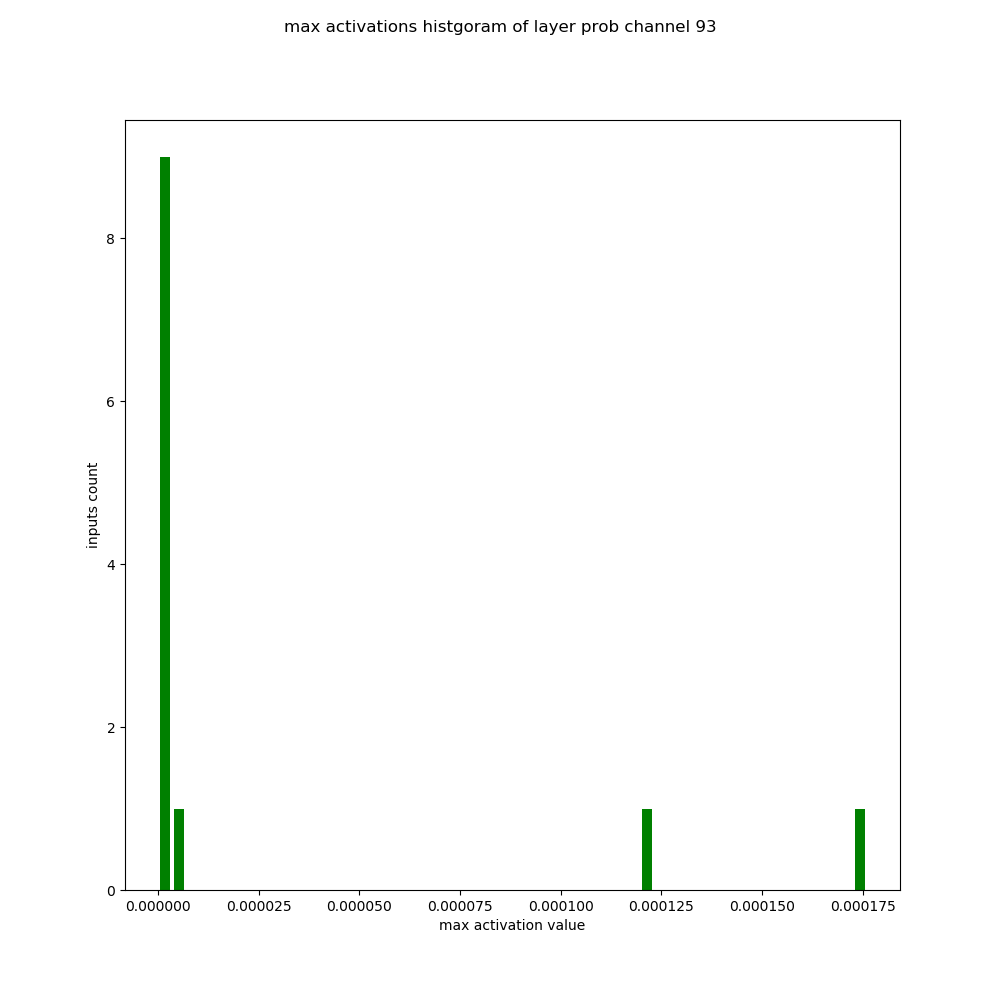 max activations histgoram of layer prob channel 93
8
6
4
2
0
inputs count
0.000000 0.000025 0.000050 0.000075 0.000100 0.000125 0.000150 0.000175
max activation value